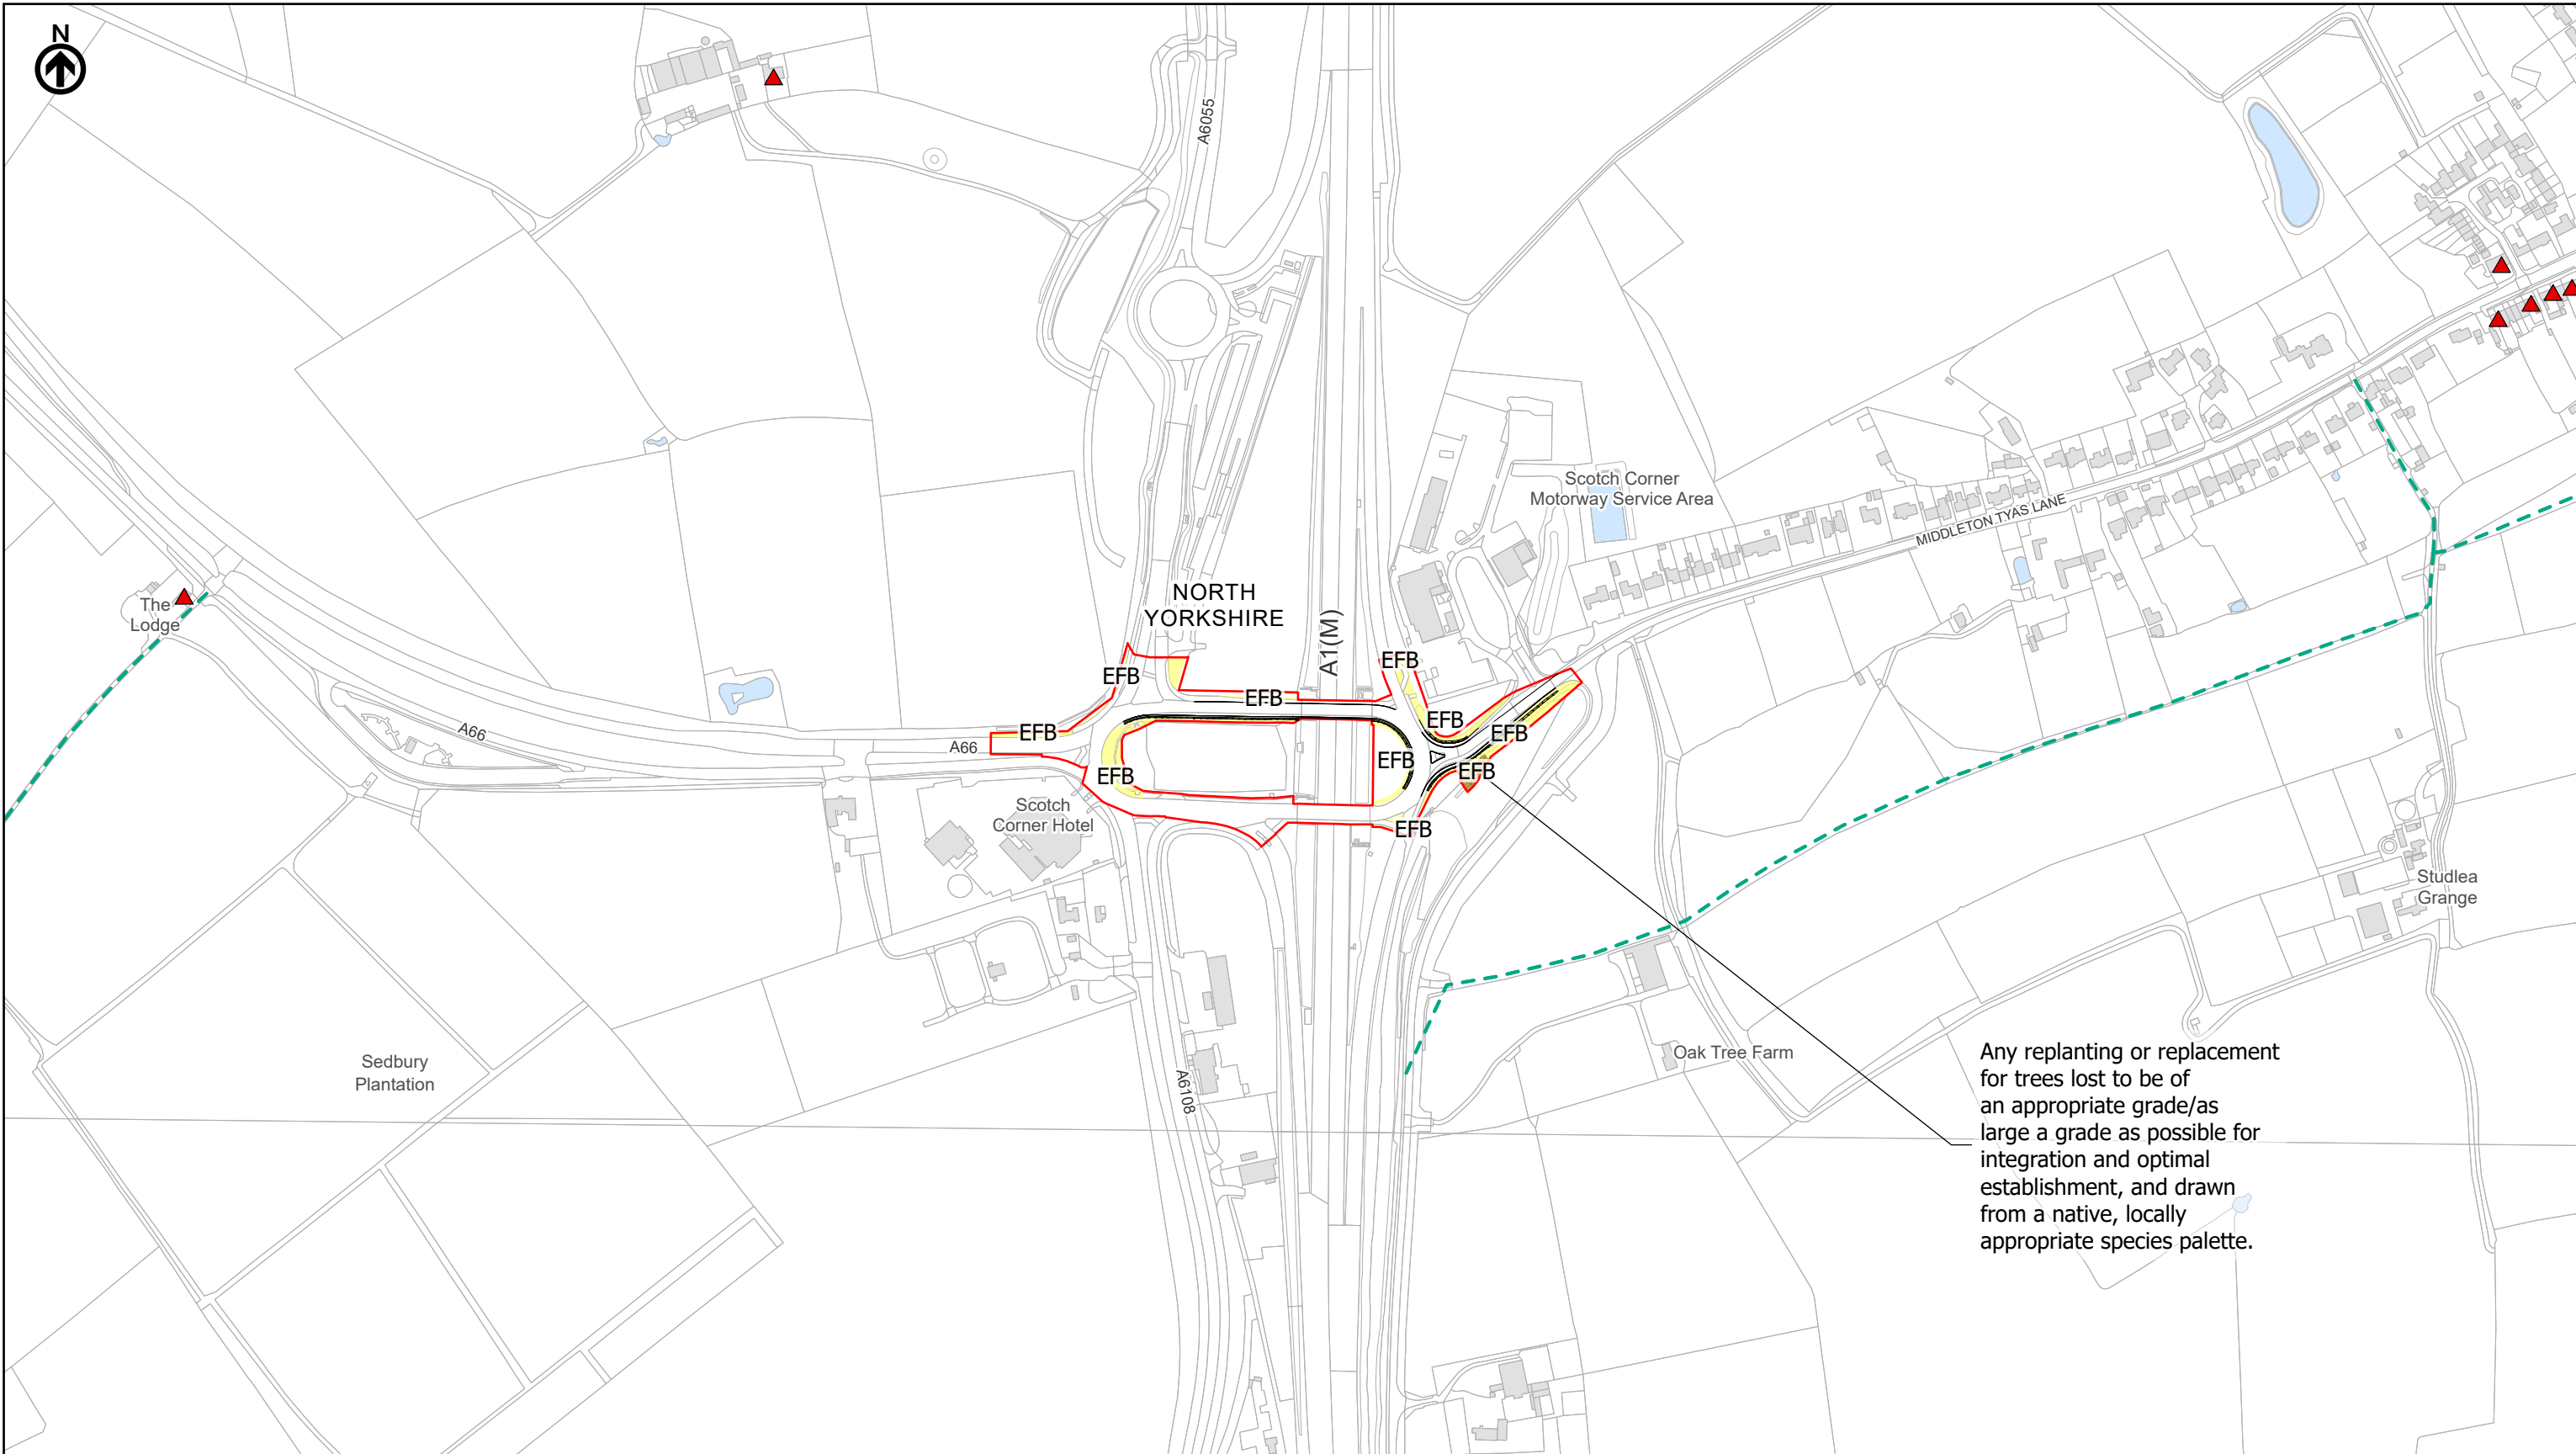 N
A6055
Scotch Corner
Motorway Service Area
MIDDLETON TYAS LANE
NORTH
YORKSHIRE
The
Lodge
A1(M)
EFB
EFB
EFB
EFB
EFB
EFB
A66
A66
EFB
EFB
EFB
EFB
Scotch
Corner Hotel
Studlea
Grange
Sedbury
Plantation
A6108
Oak Tree Farm
Any replanting or replacement
for trees lost to be of
an appropriate grade/as
large a grade as possible for
integration and optimal
establishment, and drawn
from a native, locally
appropriate species palette.